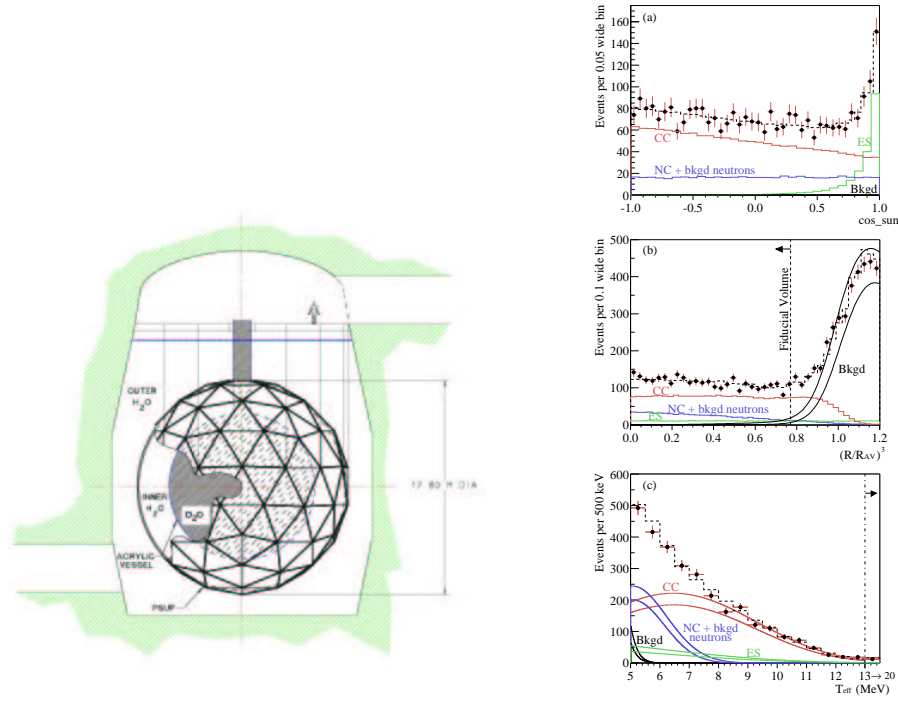 OUTER
H2O
INNER
H2O
D2O
ACRYLIC
VESSEL
PSUP
17.80 M DIA
(a)
Events per 0.05 wide bin
160
140
120
100
80
60
40
20
0
CC
NC + bkgd neutrons
ES
Bkgd
-1.0 -0.5 0.0 0.5 1.0
cos_sun
(b)
Events per 0.1 wide bin
500
400
300
200
100
0
Fiducial Volume
CC
NC + bkgd neutrons
ES
Bkgd
0.0 0.2 0.4 0.6 0.8 1.0 1.2
(R/RAV)3
(c)
Events per 500 keV
600
500
400
300
200
100
0
CC
NC + bkgd
neutrons
Bkgd
ES
5 6 7 8 9 10 11 12 13→ 20
Teff (MeV)